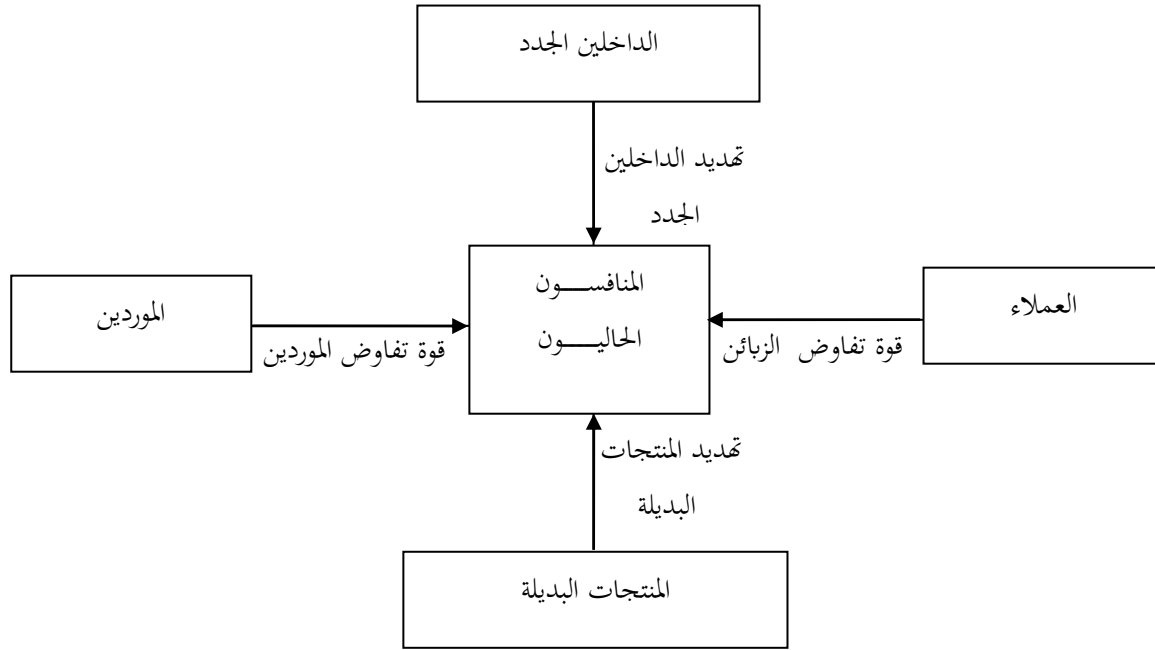 الداخلين الجدد
تهديد الداخلين
الجدد
المنافســـون
الحاليـــون
العملاء
قوة تفاوض الزبائن
الموردين
قوة تفاوض الموردين
تهديد المنتجات
البديلة
المنتجات البديلة